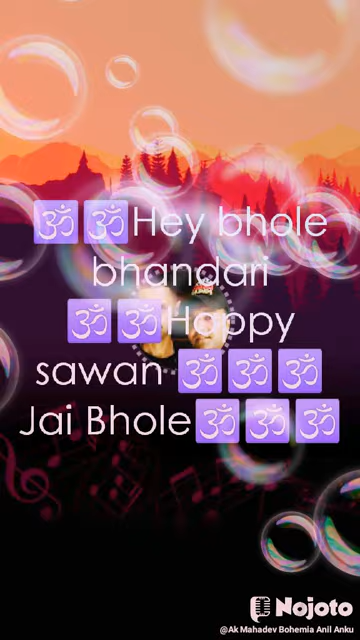 🕉🕉Hey bhole
bhandari
🕉🕉Happy
sawan 🕉🕉🕉
Jai Bhole🕉🕉🕉
Nojoto
@Ak Mahadev Bohemia Anil Anku